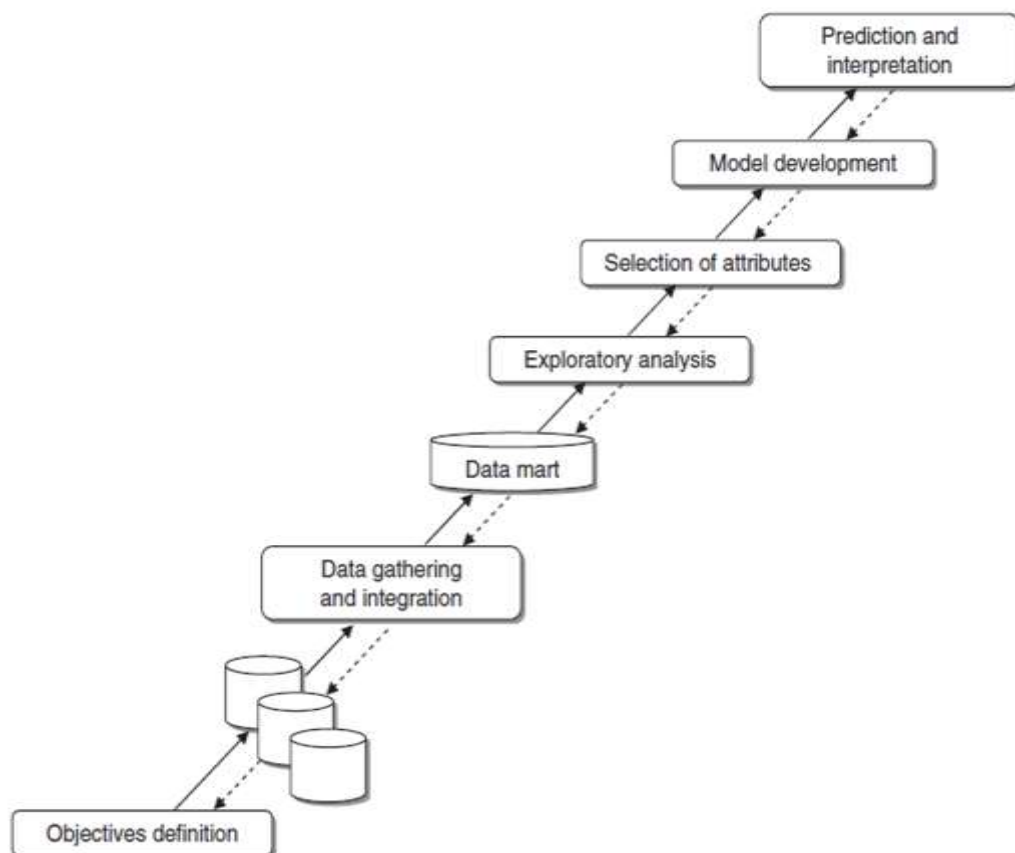 Prediction and
interpretation
Model development
Selection of attributes
Exploratory analysis
Data mart
Data gathering
and integration
Objectives definition